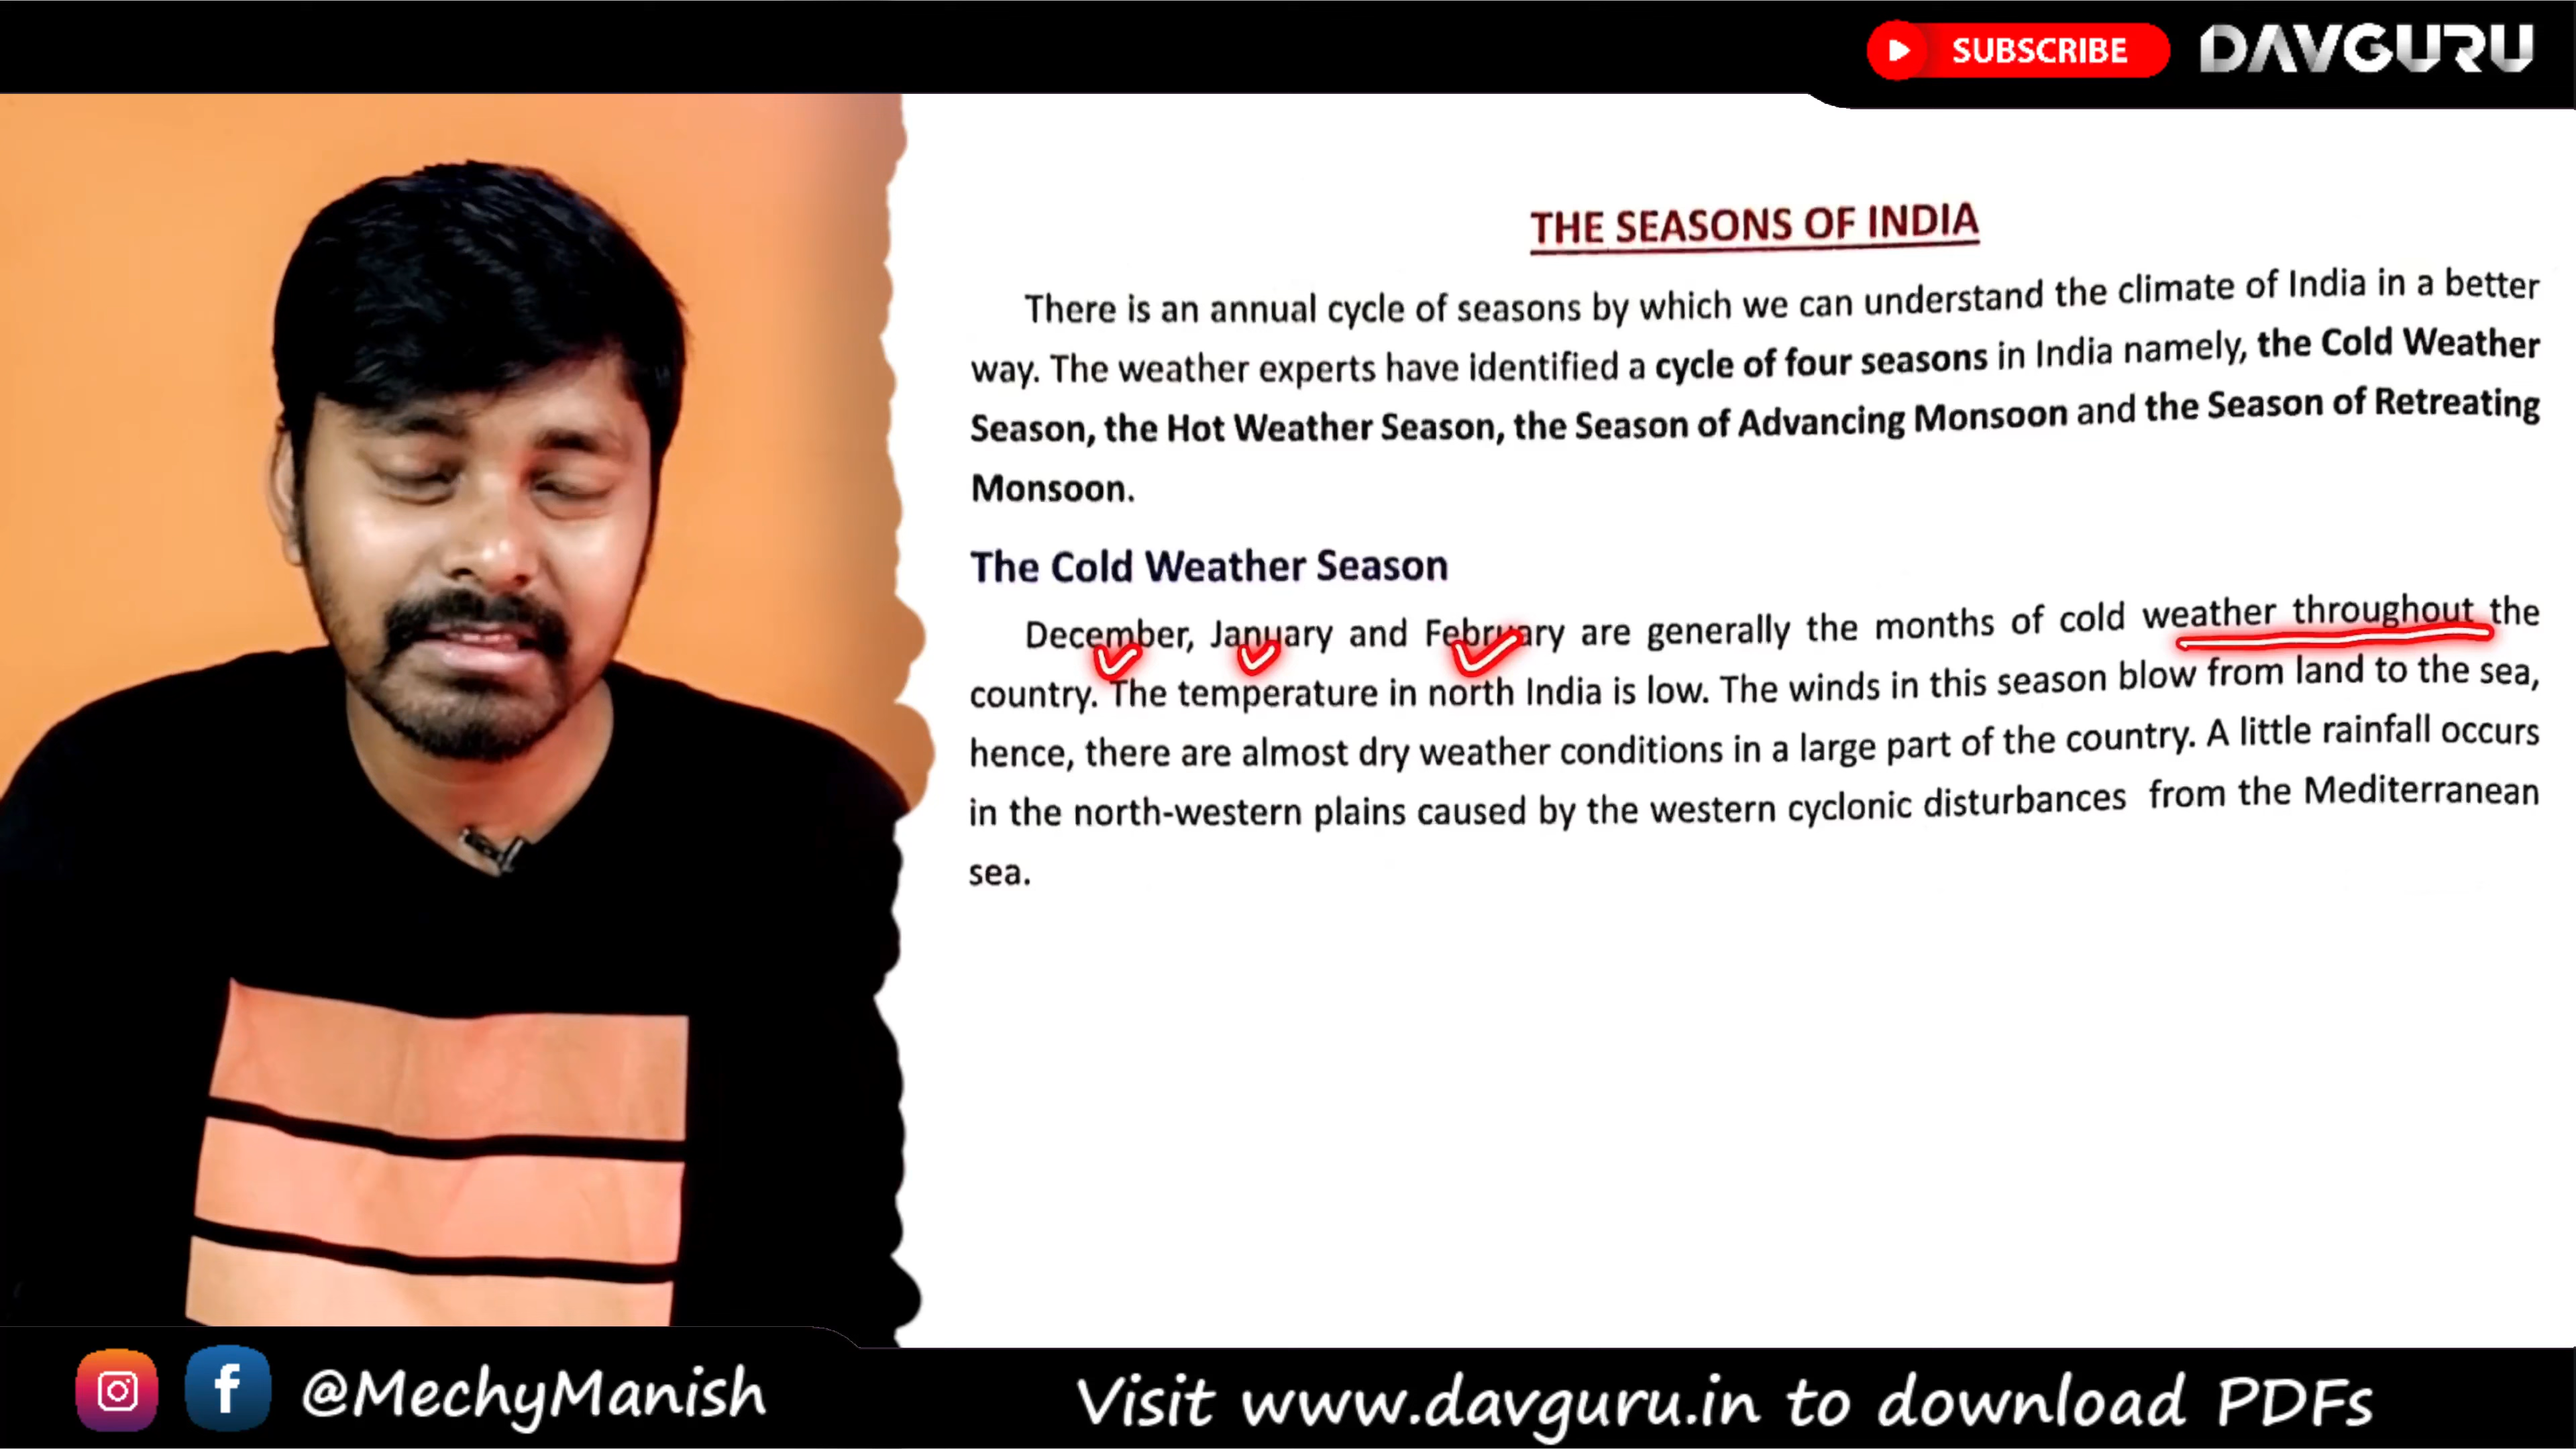 SUBSCRIBE DAVGURU
THE SEASONS OF INDIA
There is an annual cycle of seasons by which we can understand the climate of India in a better
way. The weather experts have identified a cycle of four seasons in India namely, the Cold Weather
Season, the Hot Weather Season, the Season of Advancing Monsoon and the Season of Retreating
Monsoon.
The Cold Weather Season
December, January and February are generally the months of cold weather throughout the
country. The temperature in north India is low. The winds in this season blow from land to the sea,
hence, there are almost dry weather conditions in a large part of the country. A little rainfall occurs
in the north-western plains caused by the western cyclonic disturbances from the Mediterranean
sea.
@MechyManish
Visit www.davguru.in to download PDFs